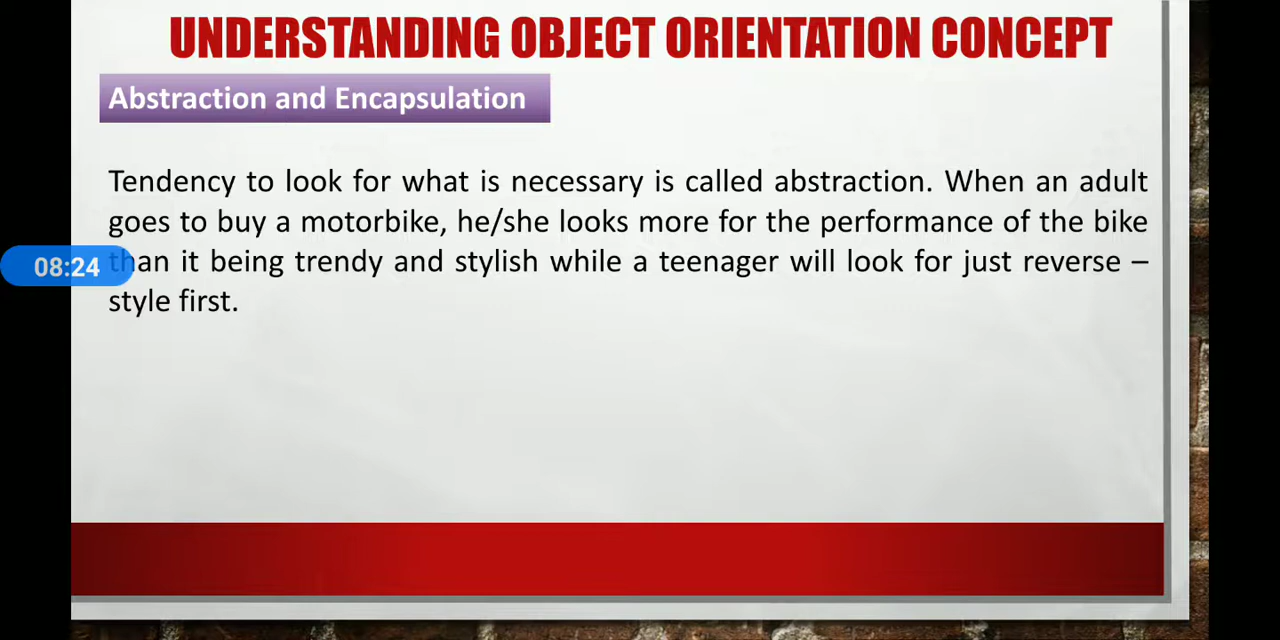 UNDERSTANDING OBJECT ORIENTATION CONCEPT
Abstraction and Encapsulation
Tendency to look for what is necessary is called abstraction. When an adult
goes to buy a motorbike, he/she looks more for the performance of the bike
08:24
than it being trendy and stylish while a teenager will look for just reverse –
style first.